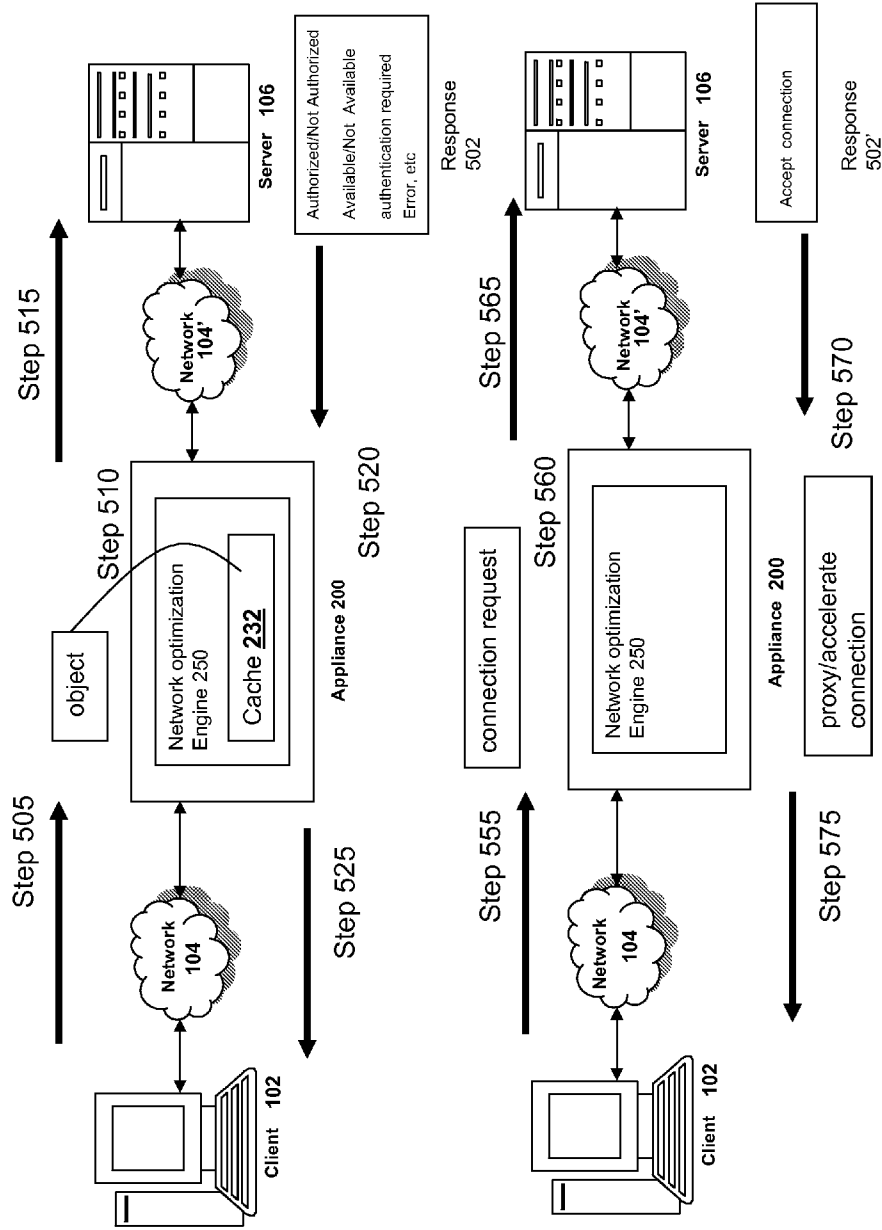 Step 505
object
Step 510
Step 515
Client 102
Network
104
Network optimization
Engine 250
Cache 232
Appliance 200
Network
104’
Server 106
Step 525
Step 520
Authorized/Not Authorized
Available/Not Available
authentication required
Error, etc
Response
502
Step 555
connection request
Step 560
Step 565
Client 102
Network
104
Network optimization
Engine 250
Appliance 200
Network
104’
Server 106
Step 575
proxy/accelerate
connection
Step 570
Accept connection
Response
502’